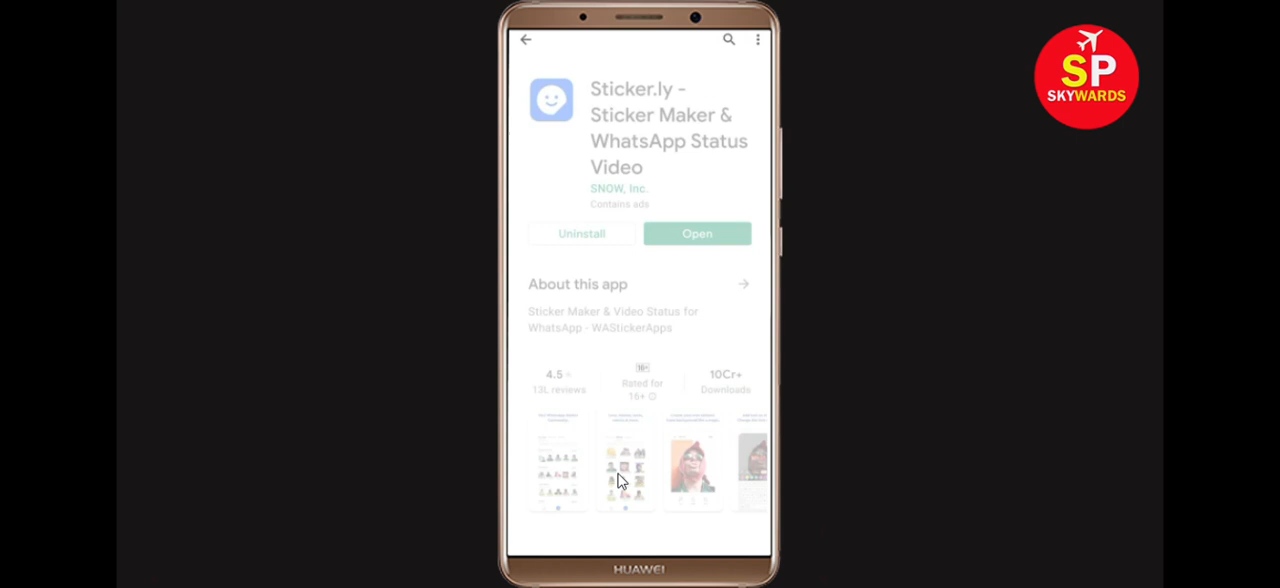 SP
SKYWARDS
Sticker.ly -
Sticker Maker &
WhatsApp Status
Video
SNOW, Inc.
Contains ads
Uninstall
Open
About this app
Sticker Maker & Video Status for
WhatsApp - WAStickerApps
4.5
13L reviews
16+
Rated for
16+
10Cr+
Downloads
HUAWEI